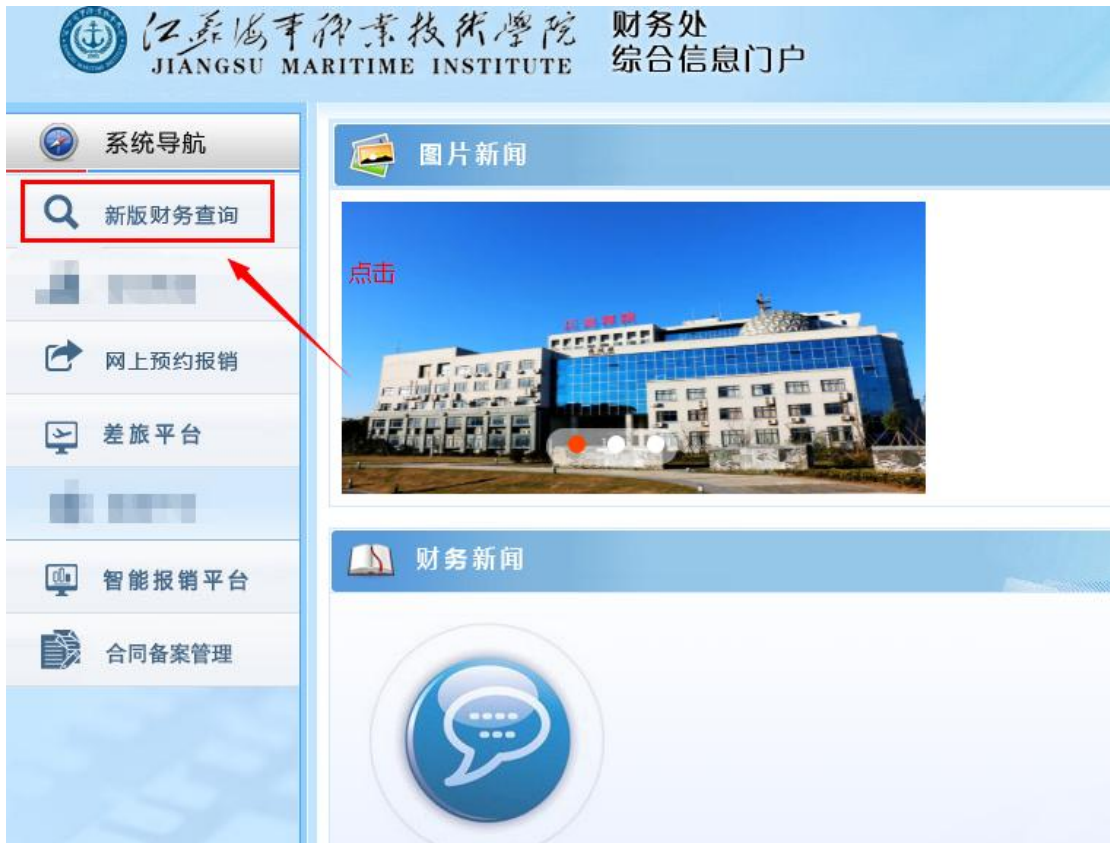 江苏海事职业技术學院
JIANGSU MARITIME INSTITUTE
财务处
综合信息门户
系统导航
新版财务查询
网上预约报销
差旅平台
智能报销平台
合同备案管理
图片新闻
点击
财务新闻